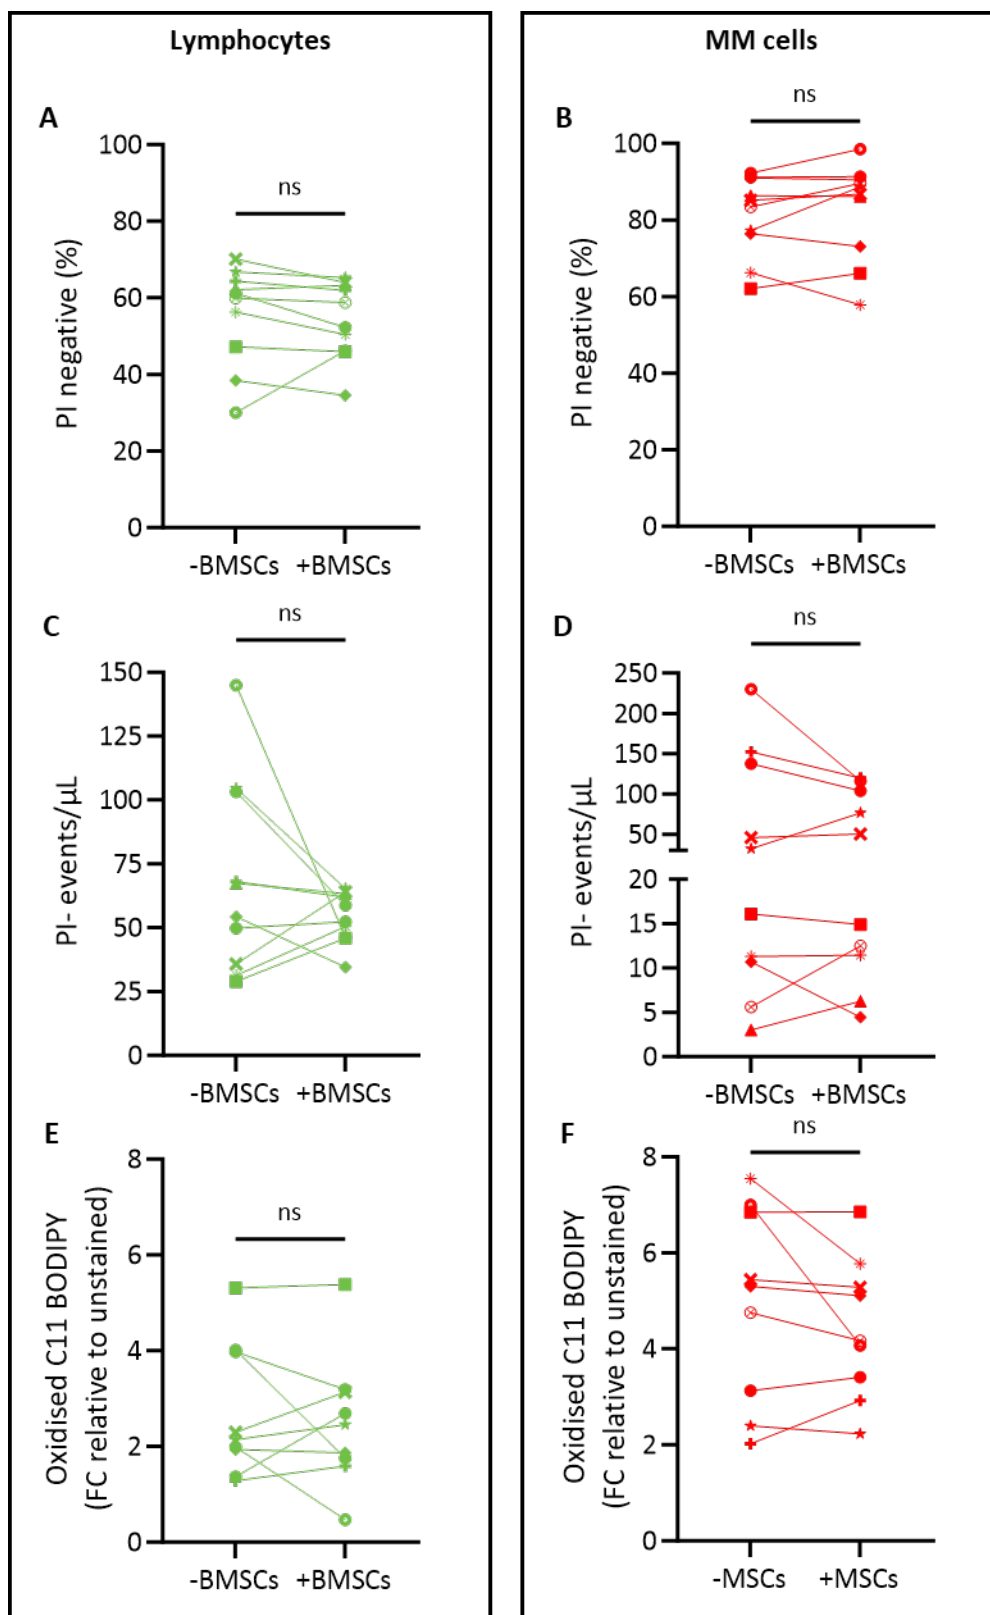 Lymphocytes
A
ns
100
80
60
40
20
0
PI negative (%)
-BMSCs +BMSCs
C
ns
150
125
100
75
50
25
0
PI- events/µL
-BMSCs +BMSCs
E
ns
8
6
4
2
0
Oxidised C11 BODIPY
(FC relative to unstained)
-BMSCs +BMSCs
MM cells
B
ns
100
80
60
40
20
0
PI negative (%)
-BMSCs +BMSCs
D
ns
250
200
150
100
50
20
15
10
5
0
PI- events/µL
-BMSCs +BMSCs
F
ns
8
6
4
2
0
Oxidised C11 BODIPY
(FC relative to unstained)
-MSCs +MSCs